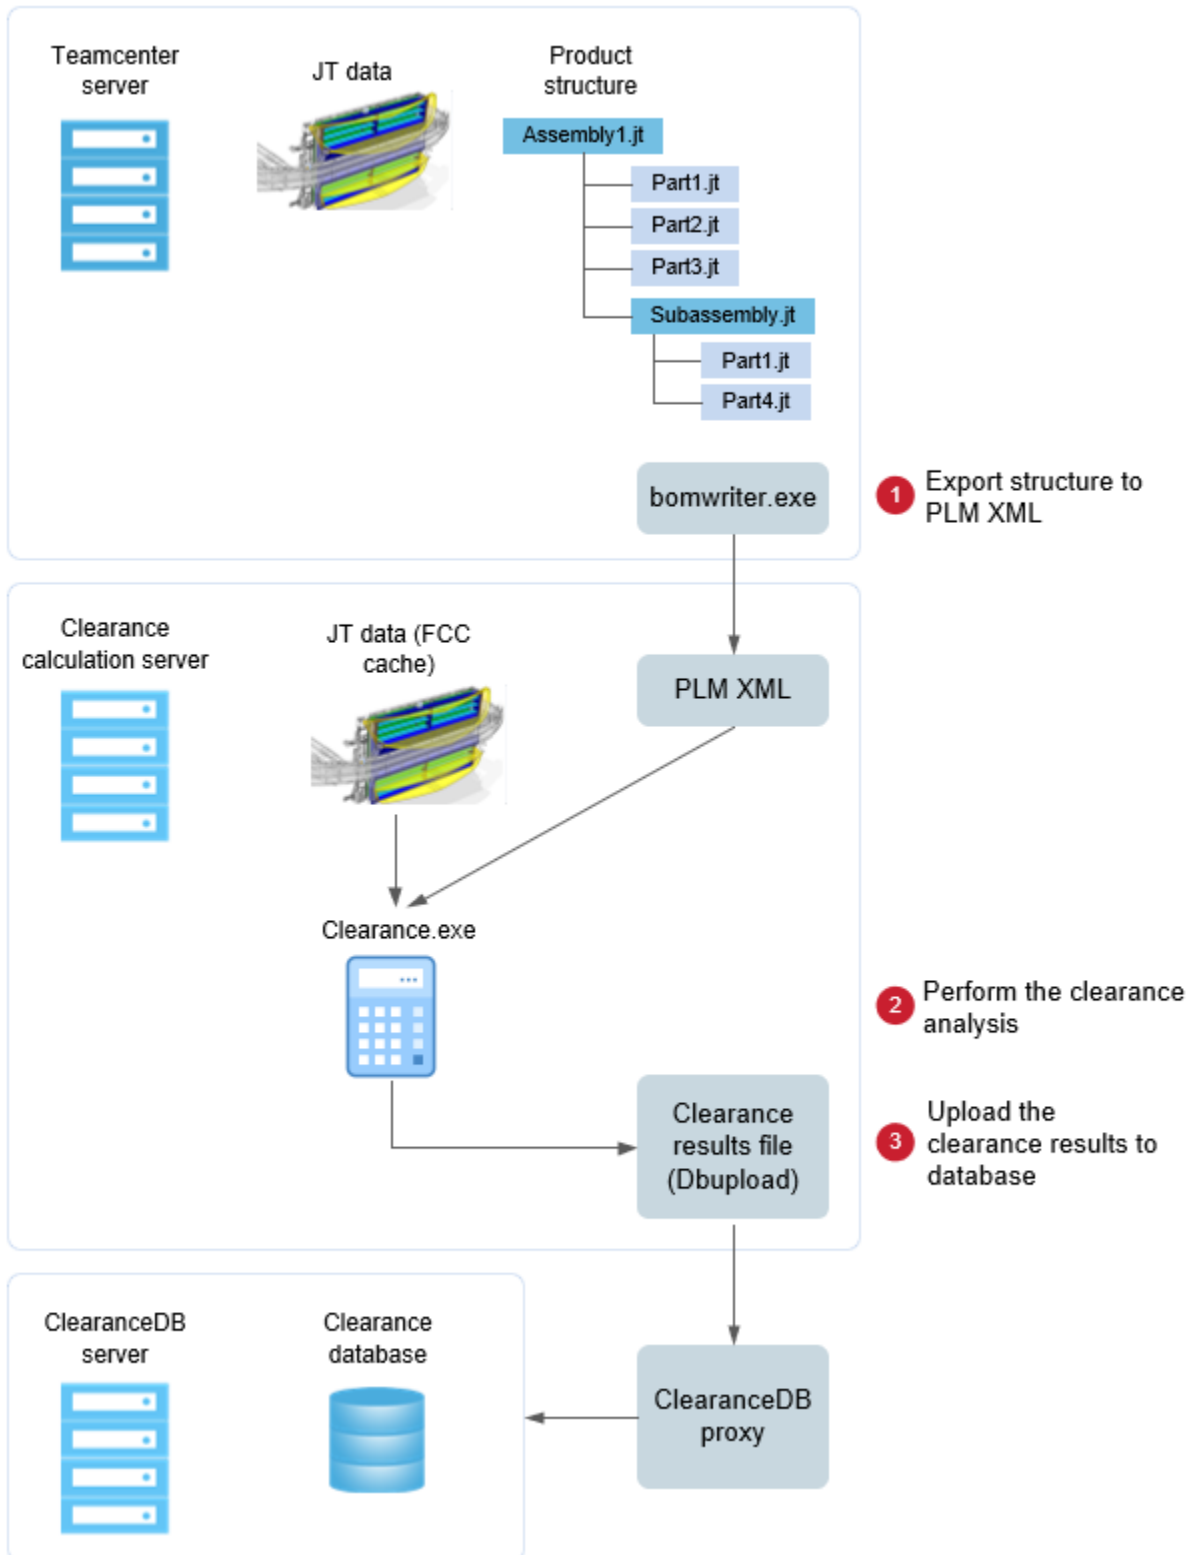 Teamcenter
server
JT data
Product
structure
Assembly1.jt
Part1.jt
Part2.jt
Part3.jt
Subassembly.jt
Part1.jt
Part4.jt
bomwriter.exe
1
Export structure to
PLM XML
Clearance
calculation server
JT data (FCC
cache)
PLM XML
Clearance.exe
2
Perform the clearance
analysis
Clearance
results file
(Dbupload)
3
Upload the
clearance results to
database
ClearanceDB
server
Clearance
database
ClearanceDB
proxy